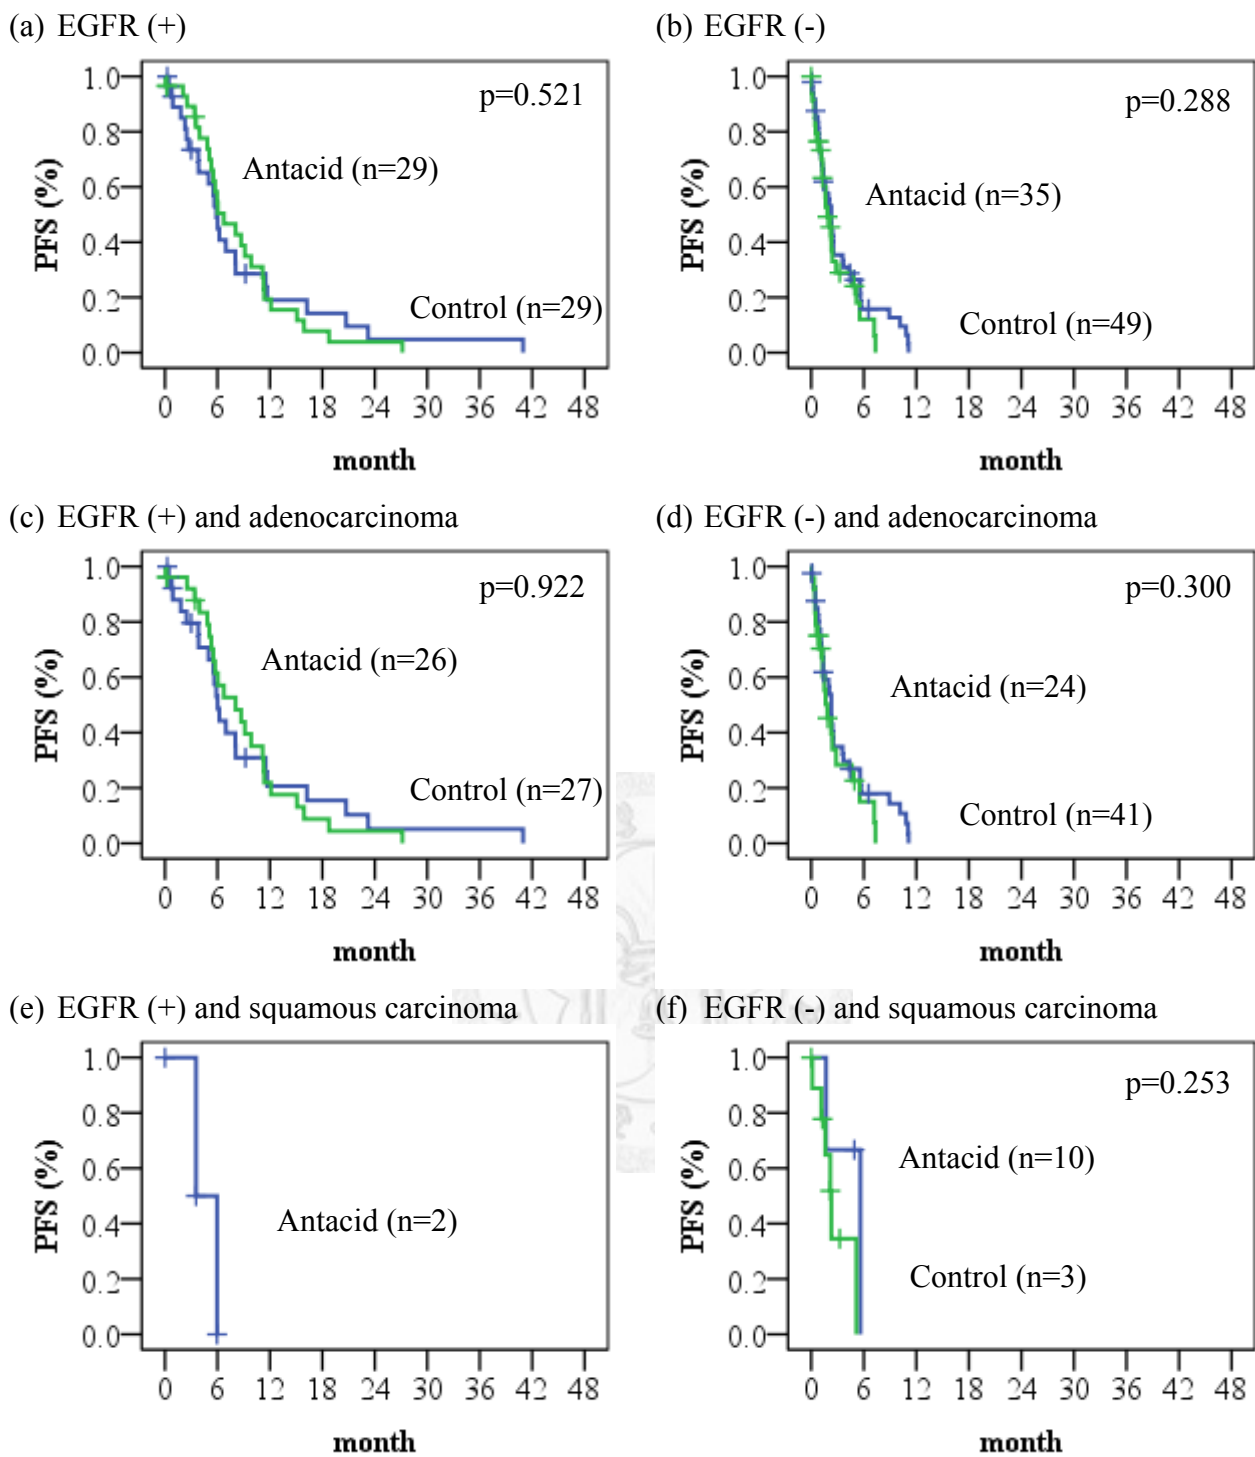 (a) EGFR (+)
1.0
0.8
0.6
0.4
0.2
0.0
PFS (%)
p=0.521
Antacid (n=29)
Control (n=29)
0 6 12 18 24 30 36 42 48
month
(b) EGFR (-)
1.0
0.8
0.6
0.4
0.2
0.0
PFS (%)
p=0.288
Antacid (n=35)
Control (n=49)
0 6 12 18 24 30 36 42 48
month
(c) EGFR (+) and adenocarcinoma
1.0
0.8
0.6
0.4
0.2
0.0
PFS (%)
p=0.922
Antacid (n=26)
Control (n=27)
0 6 12 18 24 30 36 42 48
month
(d) EGFR (-) and adenocarcinoma
1.0
0.8
0.6
0.4
0.2
0.0
PFS (%)
p=0.300
Antacid (n=24)
Control (n=41)
0 6 12 18 24 30 36 42 48
month
(e) EGFR (+) and squamous carcinoma
1.0
0.8
0.6
0.4
0.2
0.0
PFS (%)
Antacid (n=2)
0 6 12 18 24 30 36 42 48
month
(f) EGFR (-) and squamous carcinoma
1.0
0.8
0.6
0.4
0.2
0.0
PFS (%)
p=0.253
Antacid (n=10)
Control (n=3)
0 6 12 18 24 30 36 42 48
month